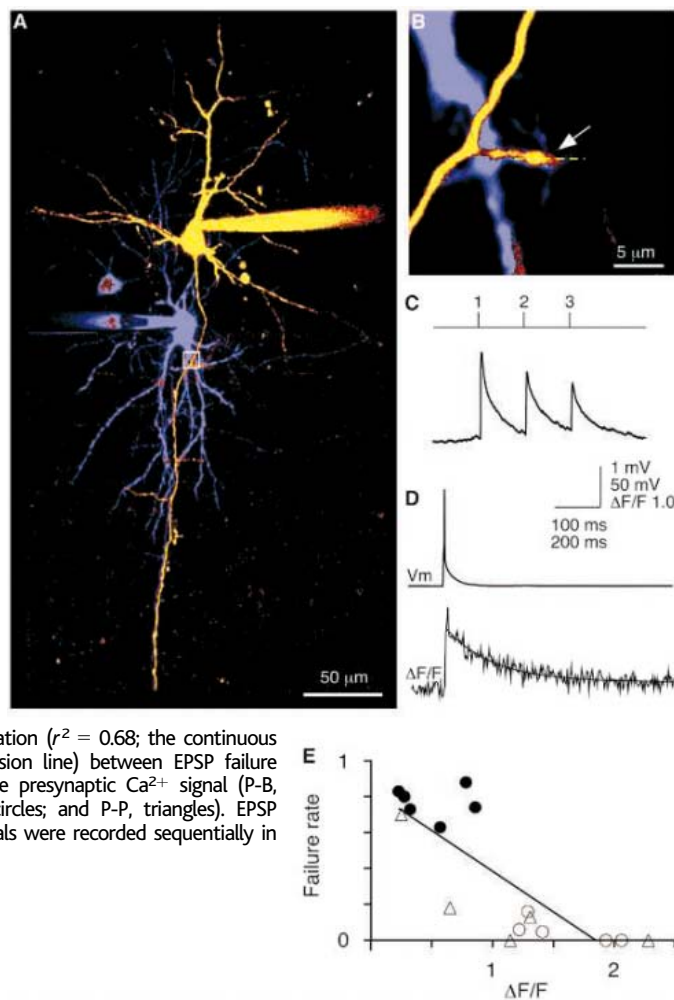 A
B
5 μm
C
1 2 3
1 mV
50 mV
ΔF/F 1.0
100 ms
200 ms
D
Vm
ΔF/F
50 μm
ation (r² = 0.68; the continuous
sion line) between EPSP failure
e presynaptic Ca²⁺ signal (P-B,
circles; and P-P, triangles). EPSP
als were recorded sequentially in
E
1
Failure rate
0
1 2
ΔF/F